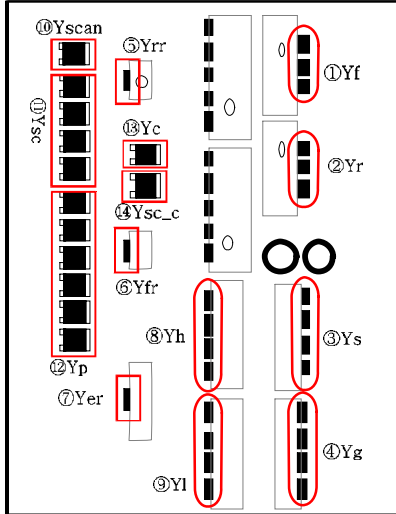 ⑩Yscan
⑤Yrr
①Yf
⑪Ysc
⑬Yc
②Yr
⑭Ysc_c
⑥Yfr
⑧Yh
③Ys
⑫Yp
⑦Yer
④Yg
⑨Yl